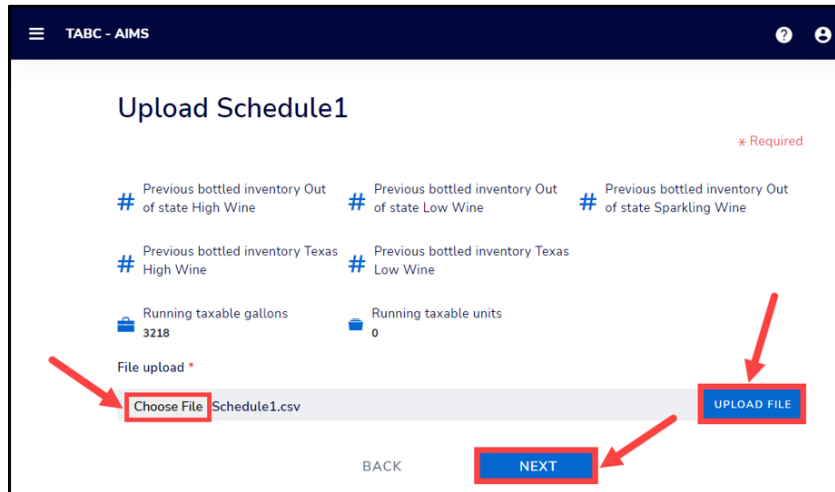 TABC - AIMS
Upload Schedule1
* Required
# Previous bottled inventory Out of state High Wine
# Previous bottled inventory Out of state Low Wine
# Previous bottled inventory Out of state Sparkling Wine
# Previous bottled inventory Texas High Wine
# Previous bottled inventory Texas Low Wine
Running taxable gallons
3218
Running taxable units
0
File upload *
Choose File Schedule1.csv
UPLOAD FILE
BACK
NEXT